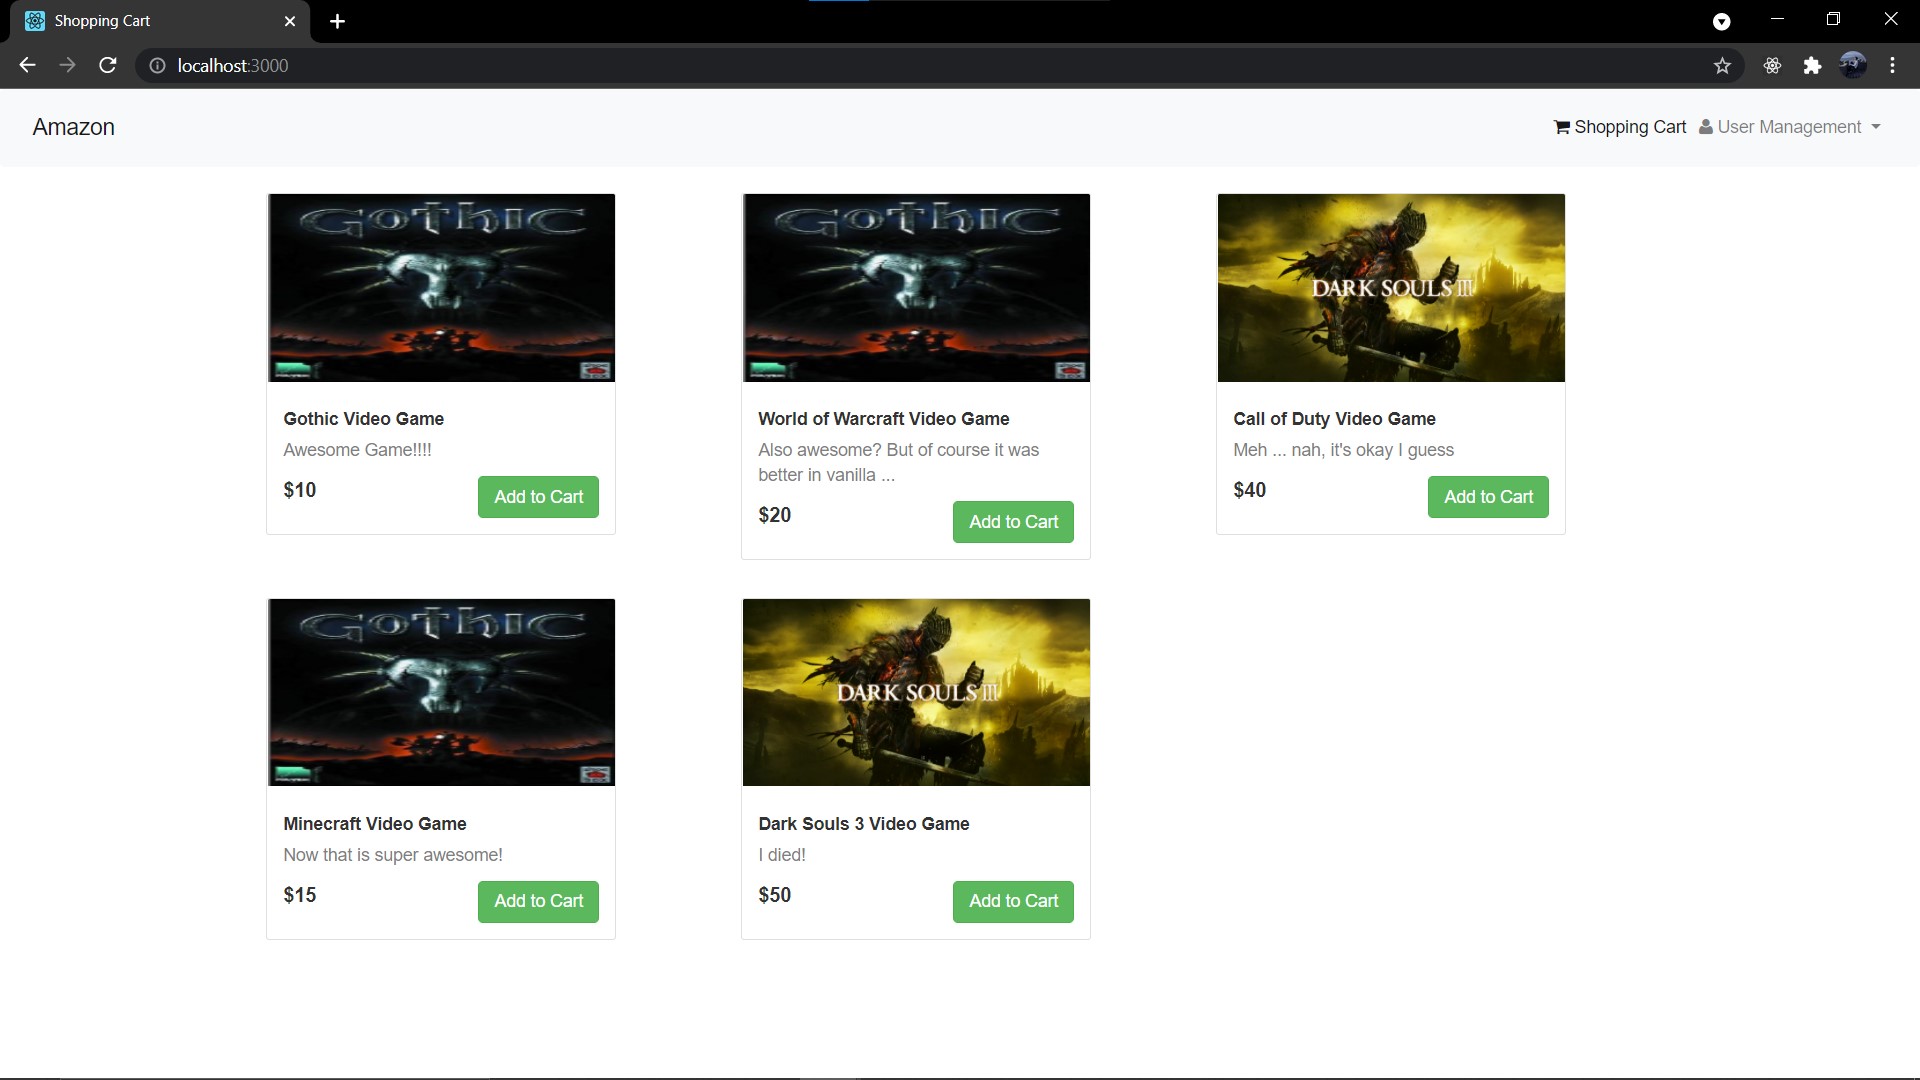 Shopping Cart
localhost:3000
Amazon
Shopping Cart
User Management
GOTHIC
GOTHIC
DARK SOULS III
Gothic Video Game
Awesome Game!!!!
$10
Add to Cart
World of Warcraft Video Game
Also awesome? But of course it was
better in vanilla ...
$20
Add to Cart
Call of Duty Video Game
Meh ... nah, it's okay I guess
$40
Add to Cart
GOTHIC
DARK SOULS III
Minecraft Video Game
Now that is super awesome!
$15
Add to Cart
Dark Souls 3 Video Game
I died!
$50
Add to Cart